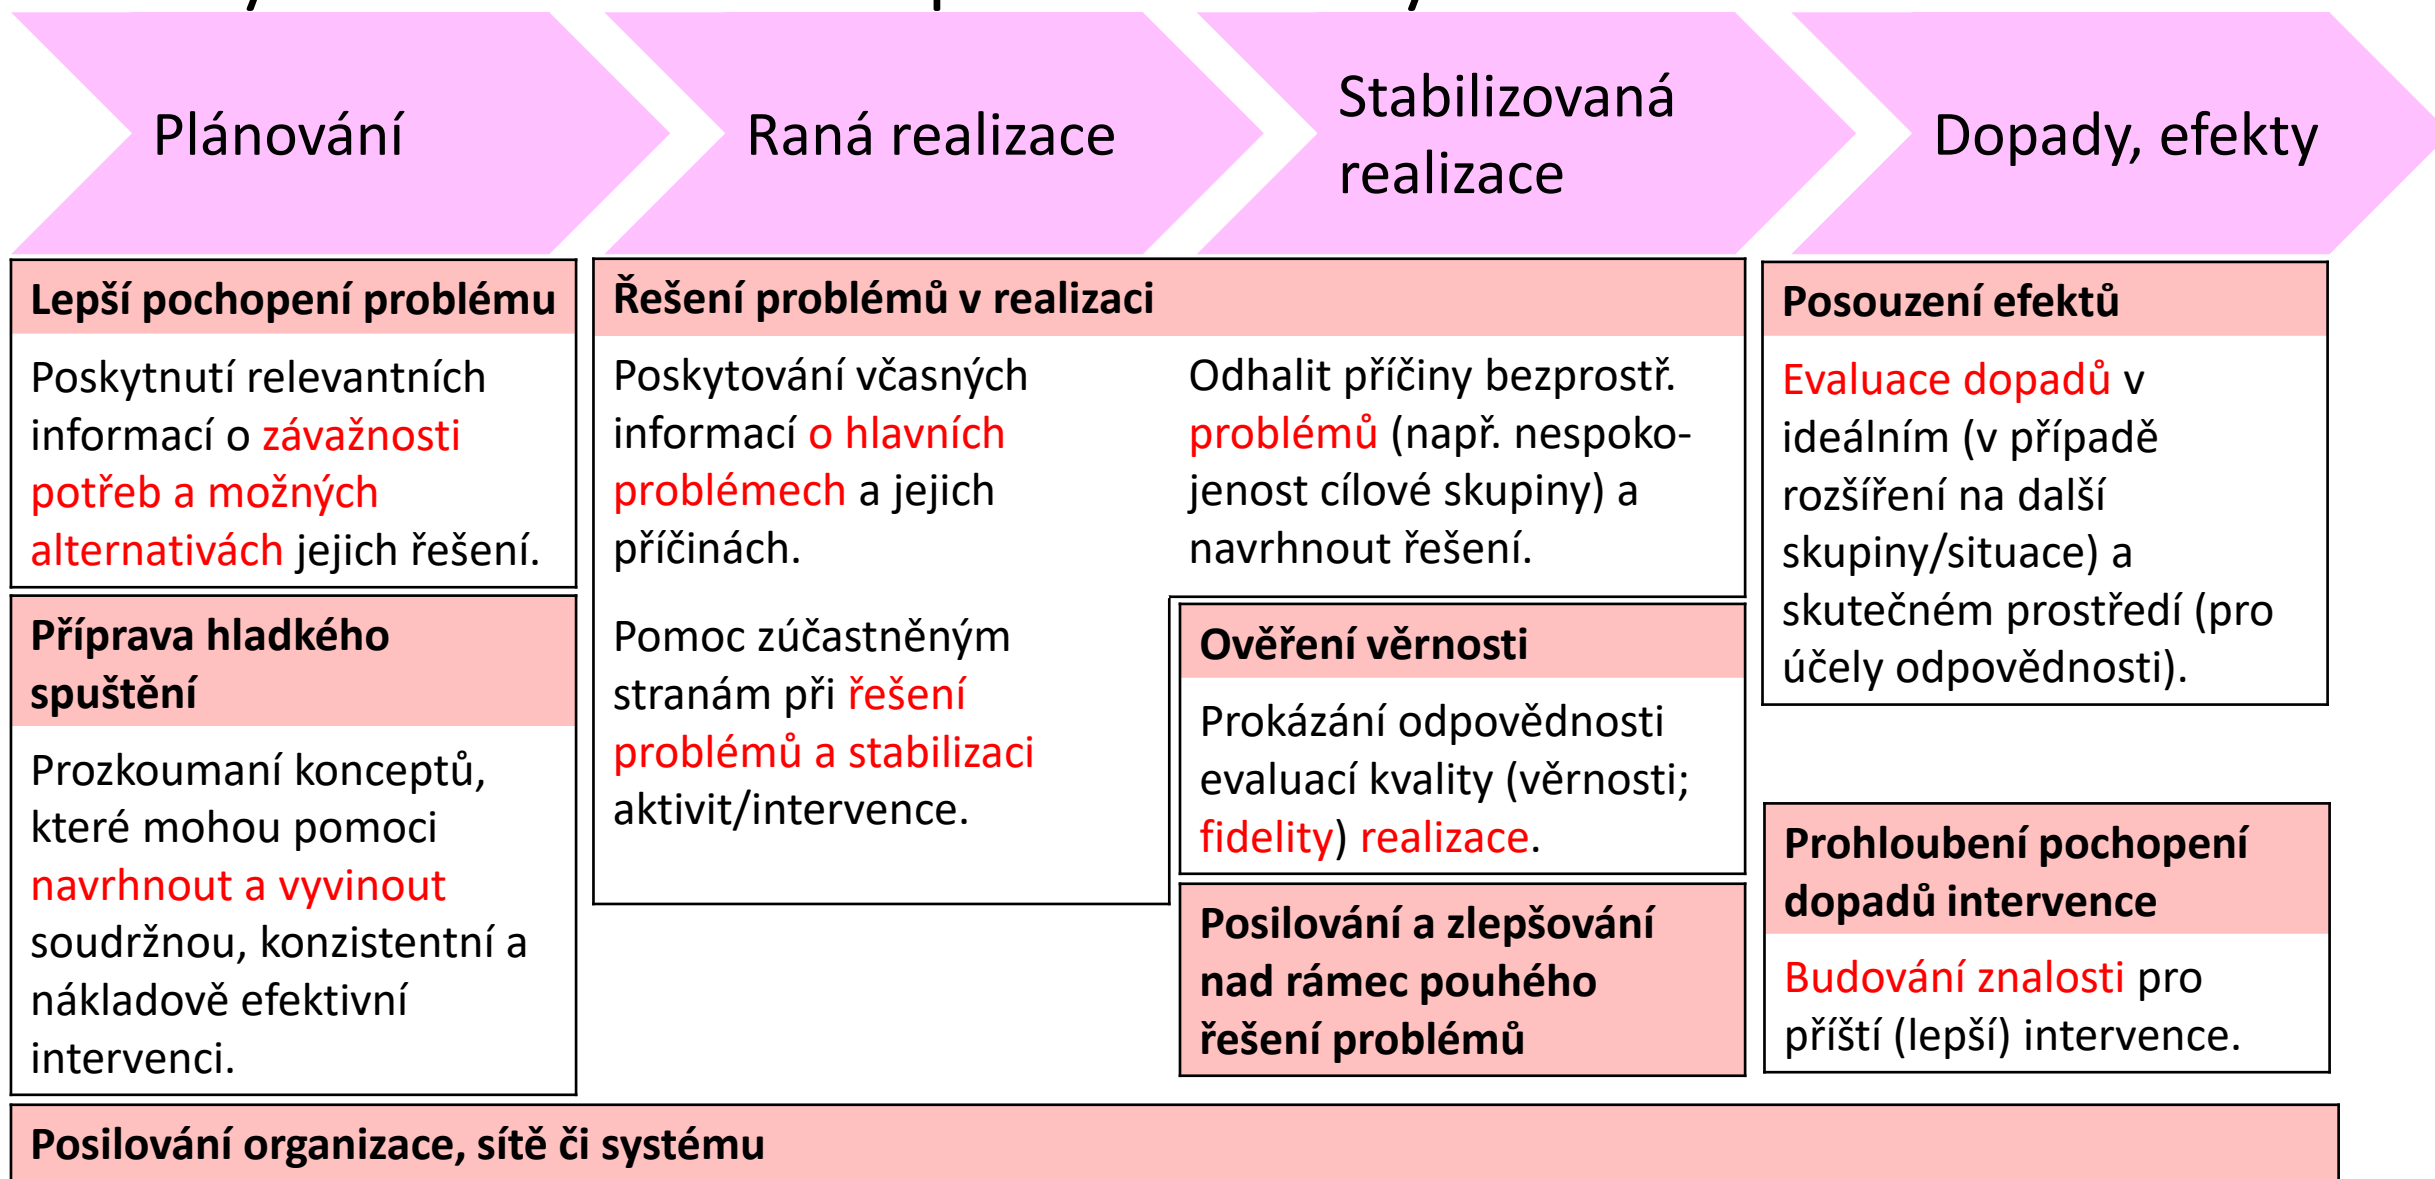 Plánování
Raná realizace
Stabilizovaná
realizace
Dopady, efekty
Lepší pochopení problému
Poskytnutí relevantních
informací o závažnosti
potřeb a možných
alternativách jejich řešení.
Příprava hladkého
spuštění
Prozkoumaní konceptů,
které mohou pomoci
navrhnout a vyvinout
soudržnou, konzistentní a
nákladově efektivní
intervenci.
Řešení problémů v realizaci
Poskytování včasných
informací o hlavních
problémech a jejich
příčinách.
Pomoc zúčastněným
stranám při řešení
problémů a stabilizaci
aktivit/intervence.
Odhalit příčiny bezprostř.
problémů (např. nespoko-
jenost cílové skupiny) a
navrhnout řešení.
Ověření věrnosti
Prokázání odpovědnosti
evaluací kvality (věrnosti;
fidelity) realizace.
Posilování a zlepšování
nad rámec pouhého
řešení problémů
Posouzení efektů
Evaluace dopadů v
ideálním (v případě
rozšíření na další
skupiny/situace) a
skutečném prostředí (pro
účely odpovědnosti).
Prohloubení pochopení
dopadů intervence
Budování znalosti pro
příští (lepší) intervence.
Posilování organizace, sítě či systému